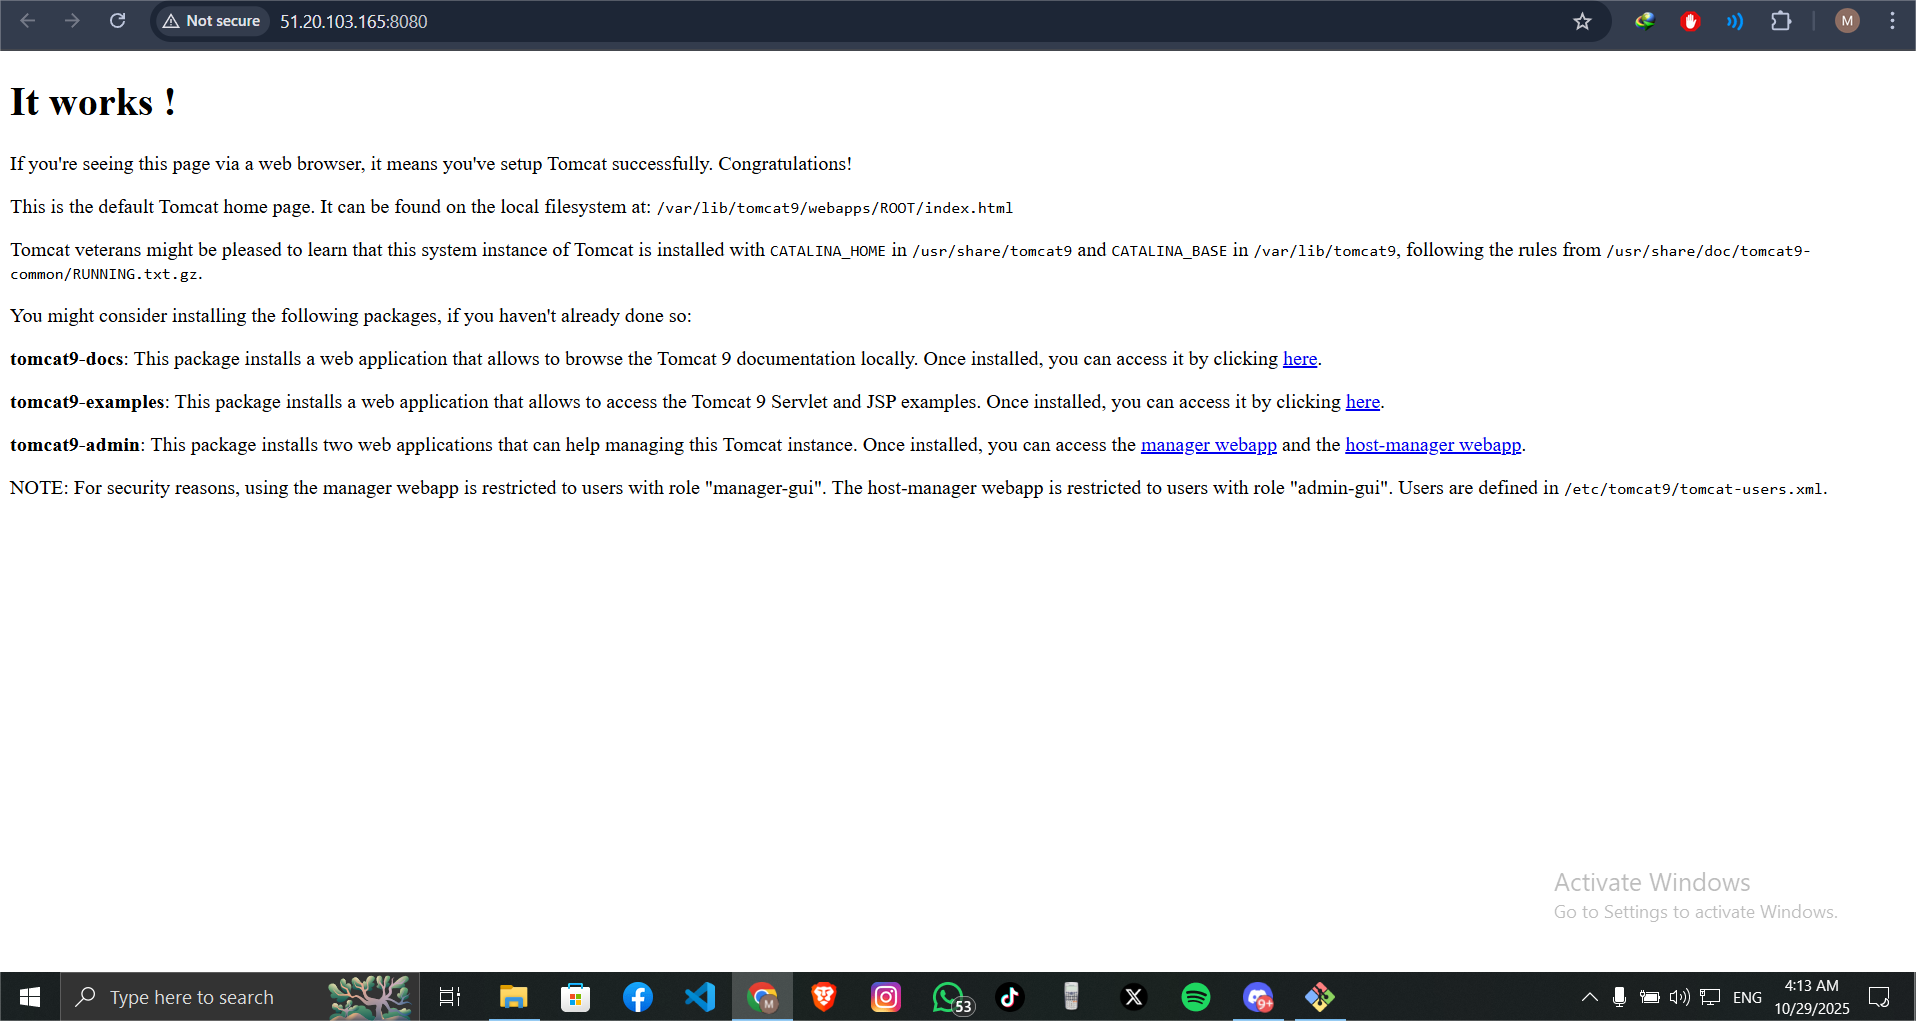 Not secure
51.20.103.165:8080
M
It works !
If you're seeing this page via a web browser, it means you've setup Tomcat successfully. Congratulations!
This is the default Tomcat home page. It can be found on the local filesystem at: /var/lib/tomcat9/webapps/ROOT/index.html
Tomcat veterans might be pleased to learn that this system instance of Tomcat is installed with CATALINA_HOME in /usr/share/tomcat9 and CATALINA_BASE in /var/lib/tomcat9, following the rules from /usr/share/doc/tomcat9-
common/RUNNING.txt.gz.
You might consider installing the following packages, if you haven't already done so:
tomcat9-docs: This package installs a web application that allows to browse the Tomcat 9 documentation locally. Once installed, you can access it by clicking here.
tomcat9-examples: This package installs a web application that allows to access the Tomcat 9 Servlet and JSP examples. Once installed, you can access it by clicking here.
tomcat9-admin: This package installs two web applications that can help managing this Tomcat instance. Once installed, you can access the manager webapp and the host-manager webapp.
NOTE: For security reasons, using the manager webapp is restricted to users with role "manager-gui". The host-manager webapp is restricted to users with role "admin-gui". Users are defined in /etc/tomcat9/tomcat-users.xml.
Activate Windows
Go to Settings to activate Windows.
Type here to search
M
53
9+
ENG
4:13 AM
10/29/2025